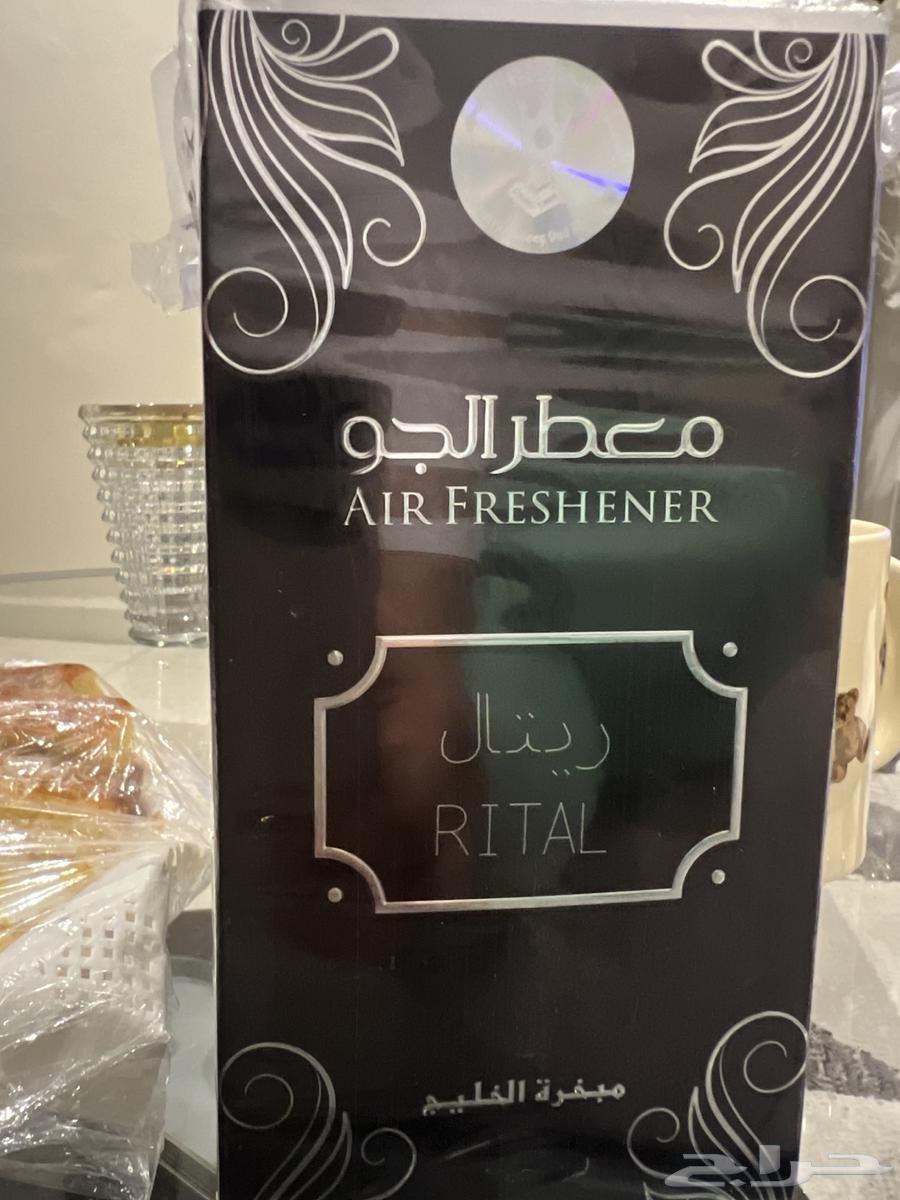 معطر الجو
AIR FRESHENER
ريتال
RITAL
مبخرة الخليج
حراج